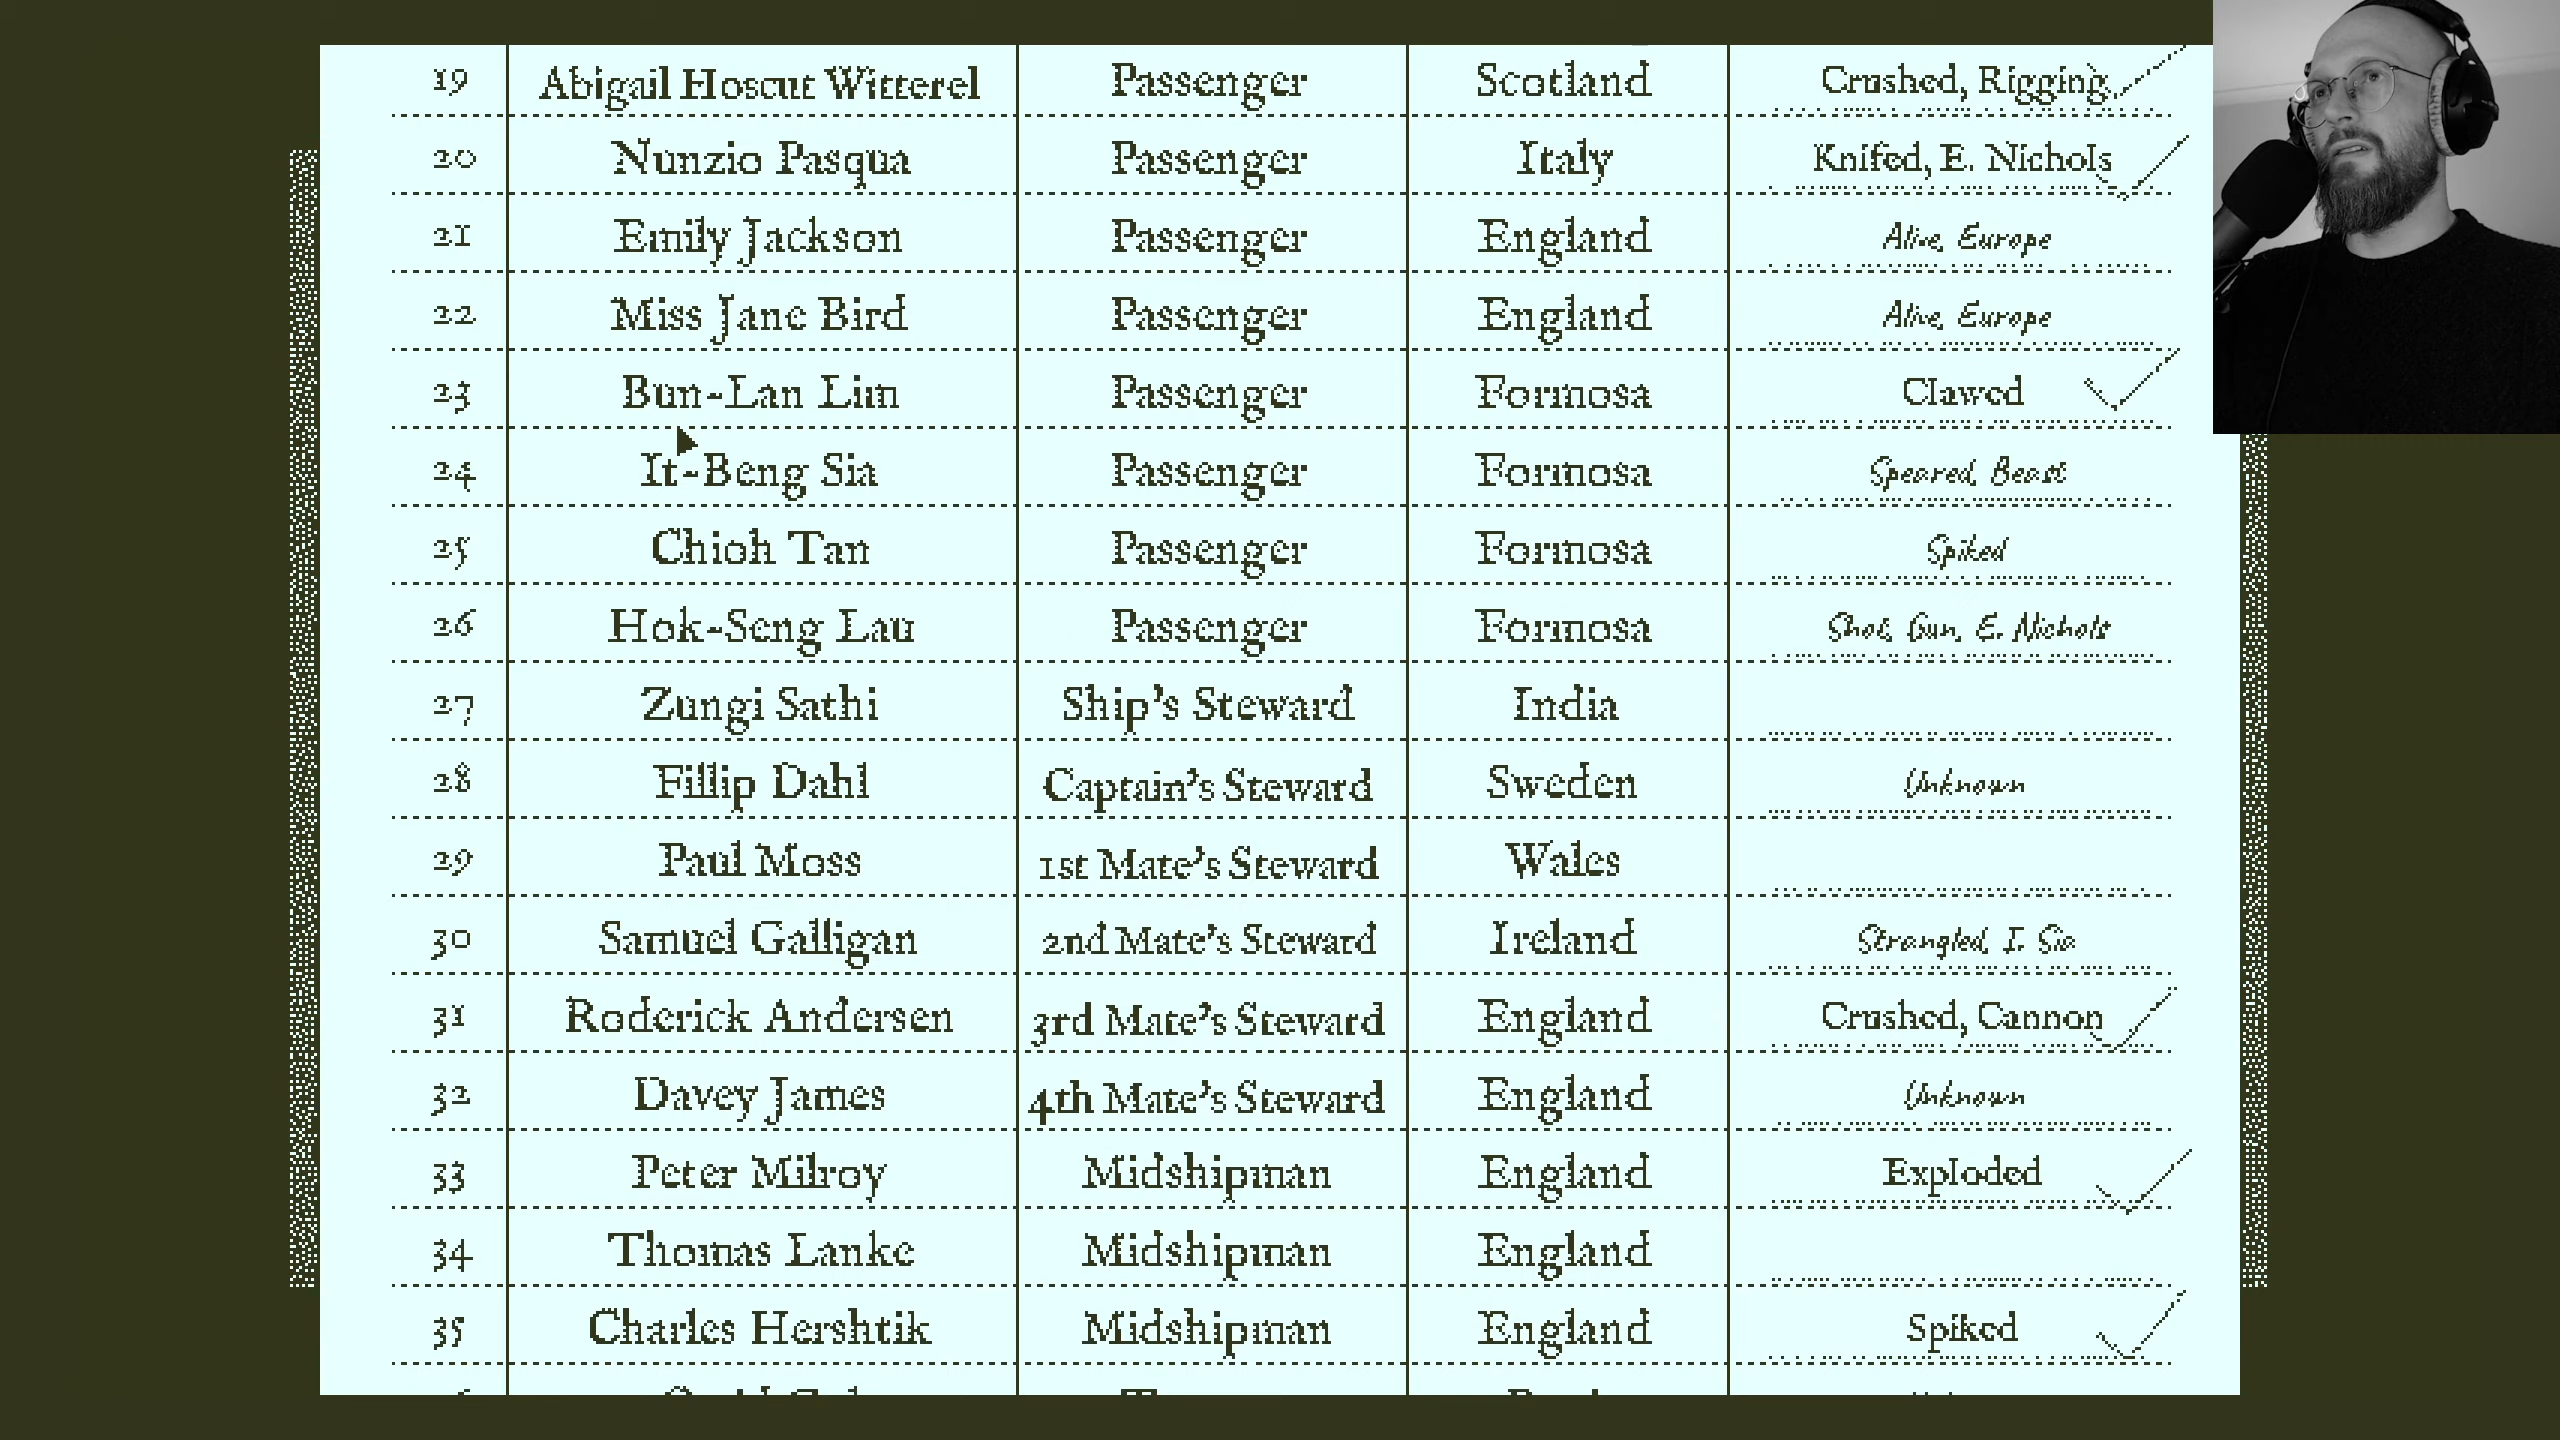 19 Abigail Hoscut Witterel Passenger Scotland Crushed, Rigging
20 Nunzio Pasqua Passenger Italy Knifed, E. Nichols
21 Emily Jackson Passenger England Alive, Europe
22 Miss Jane Bird Passenger England Alive, Europe
23 Bun-Lan Lim Passenger Formosa Clawed
24 It-Beng Sia Passenger Formosa Speared, Beast
25 Chioh Tan Passenger Formosa Spiked
26 Hok-Seng Lau Passenger Formosa Shot, Gun, E. Nichols
27 Zungi Sathi Ship's Steward India
28 Fillip Dahl Captain's Steward Sweden Unknown
29 Paul Moss 1st Mate's Steward Wales
30 Samuel Galligan 2nd Mate's Steward Ireland Strangled, I. Sia
31 Roderick Andersen 3rd Mate's Steward England Crushed, Cannon
32 Davey James 4th Mate's Steward England Unknown
33 Peter Milroy Midshipman England Exploded
34 Thomas Lanke Midshipman England
35 Charles Hershtik Midshipman England Spiked